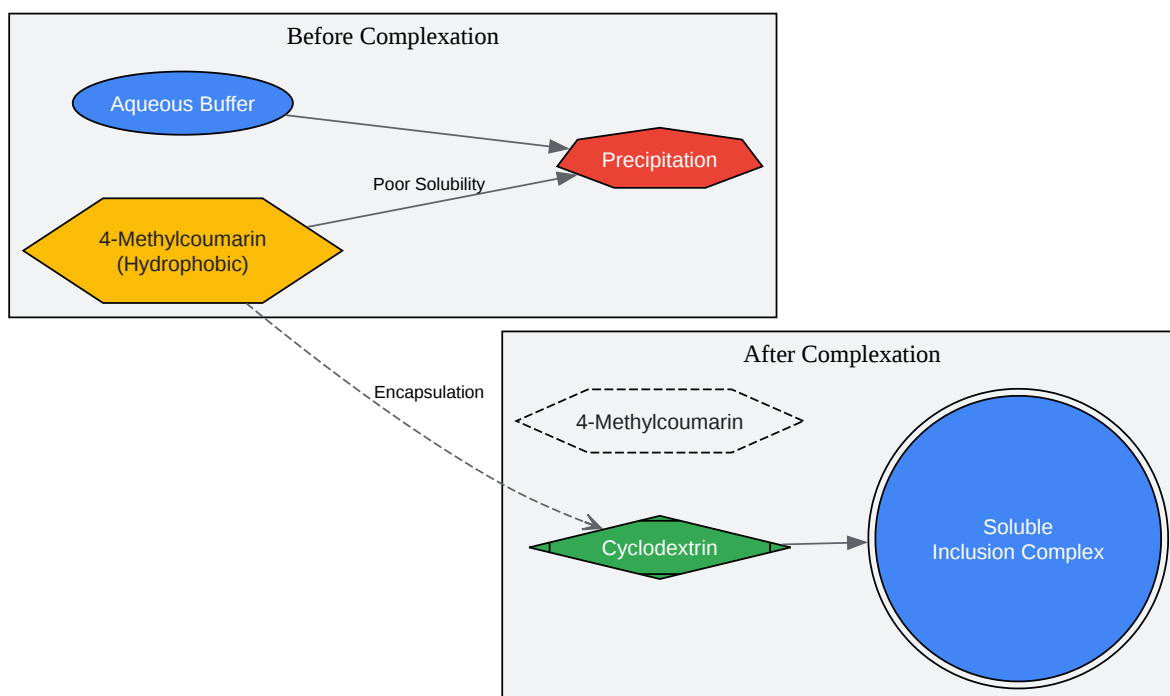 Before Complexation
Aqueous Buffer
Precipitation
Poor Solubility
4-Methylcoumarin
(Hydrophobic)
After Complexation
Encapsulation
4-Methylcoumarin
Cyclodextrin
Soluble
Inclusion Complex